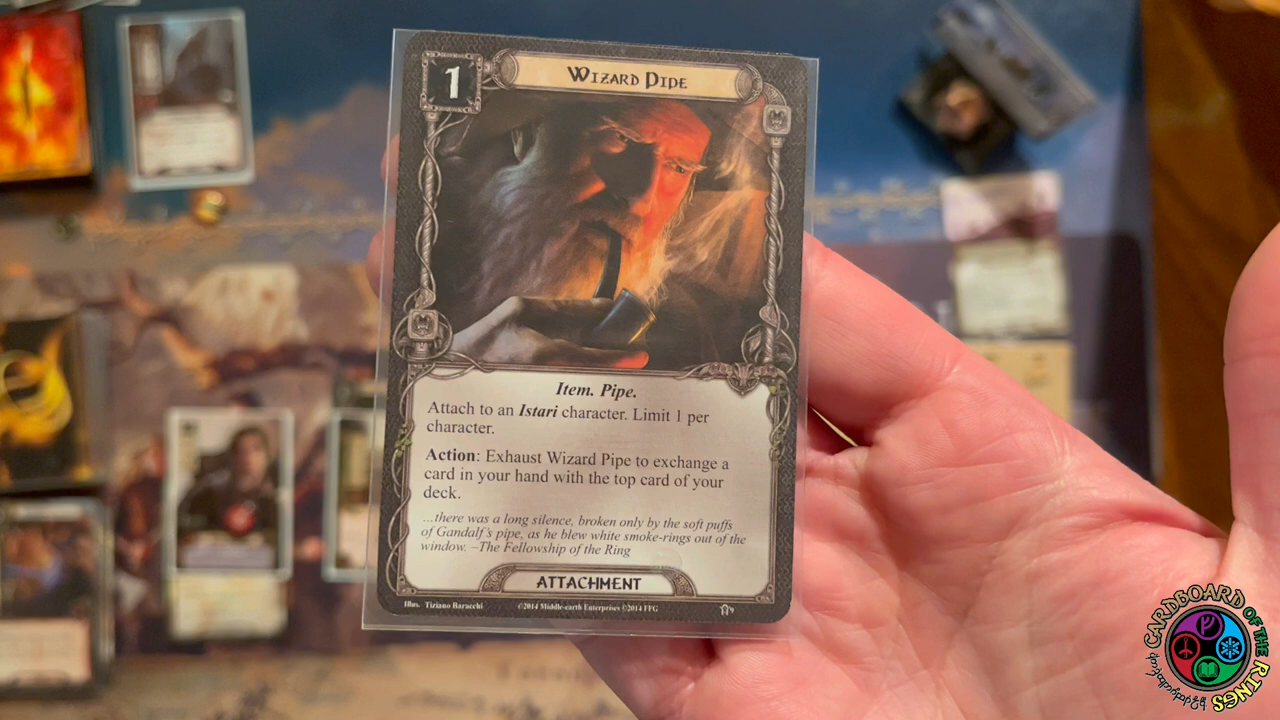 1
Wizard Pipe
Item. Pipe.
Attach to an Istari character. Limit 1 per
character.
Action: Exhaust Wizard Pipe to exchange a
card in your hand with the top card of your
deck.
...there was a long silence, broken only by the soft puffs
of Gandalf's pipe, as he blew white smoke-rings out of the
window. –The Fellowship of the Ring
ATTACHMENT
Illus. Tiziano Baracchi
©2014 Middle-earth Enterprises ©2014 FFG
9
CARDBOARD OF THE RINGS